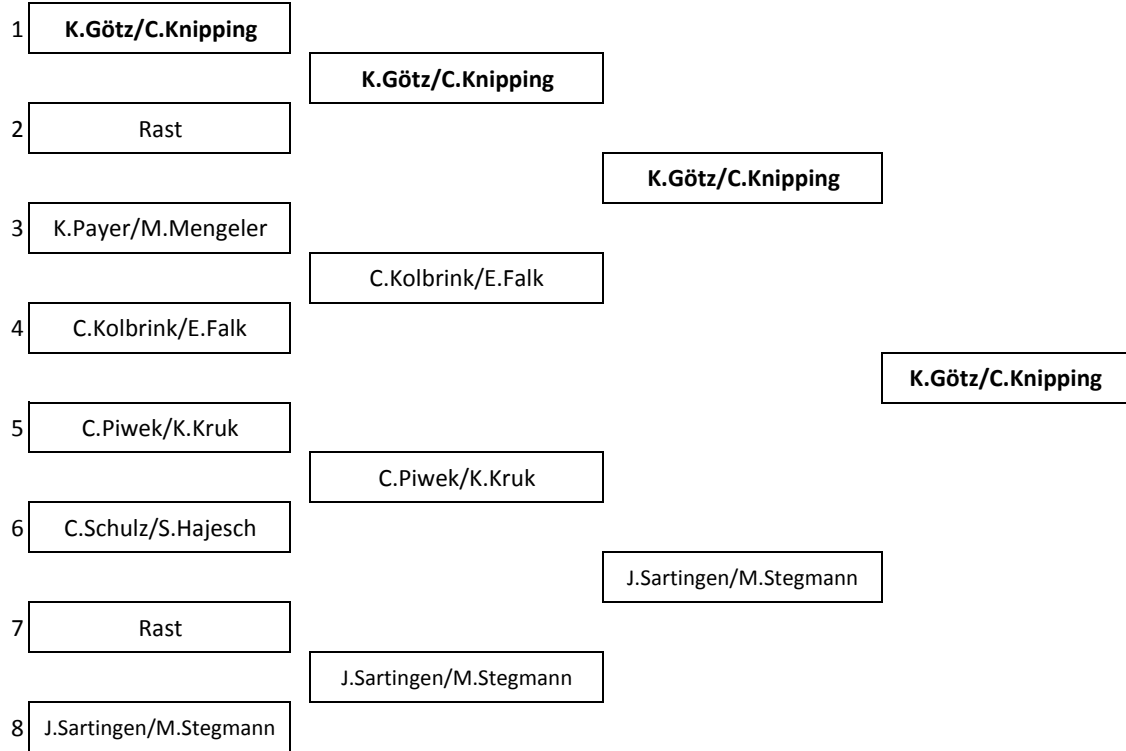 1 K.Götz/C.Knipping
K.Götz/C.Knipping
2 Rast
K.Götz/C.Knipping
3 K.Payer/M.Mengeler
C.Kolbrink/E.Falk
4 C.Kolbrink/E.Falk
K.Götz/C.Knipping
5 C.Piwek/K.Kruk
C.Piwek/K.Kruk
6 C.Schulz/S.Hajesch
J.Sartingen/M.Stegmann
7 Rast
J.Sartingen/M.Stegmann
8 J.Sartingen/M.Stegmann